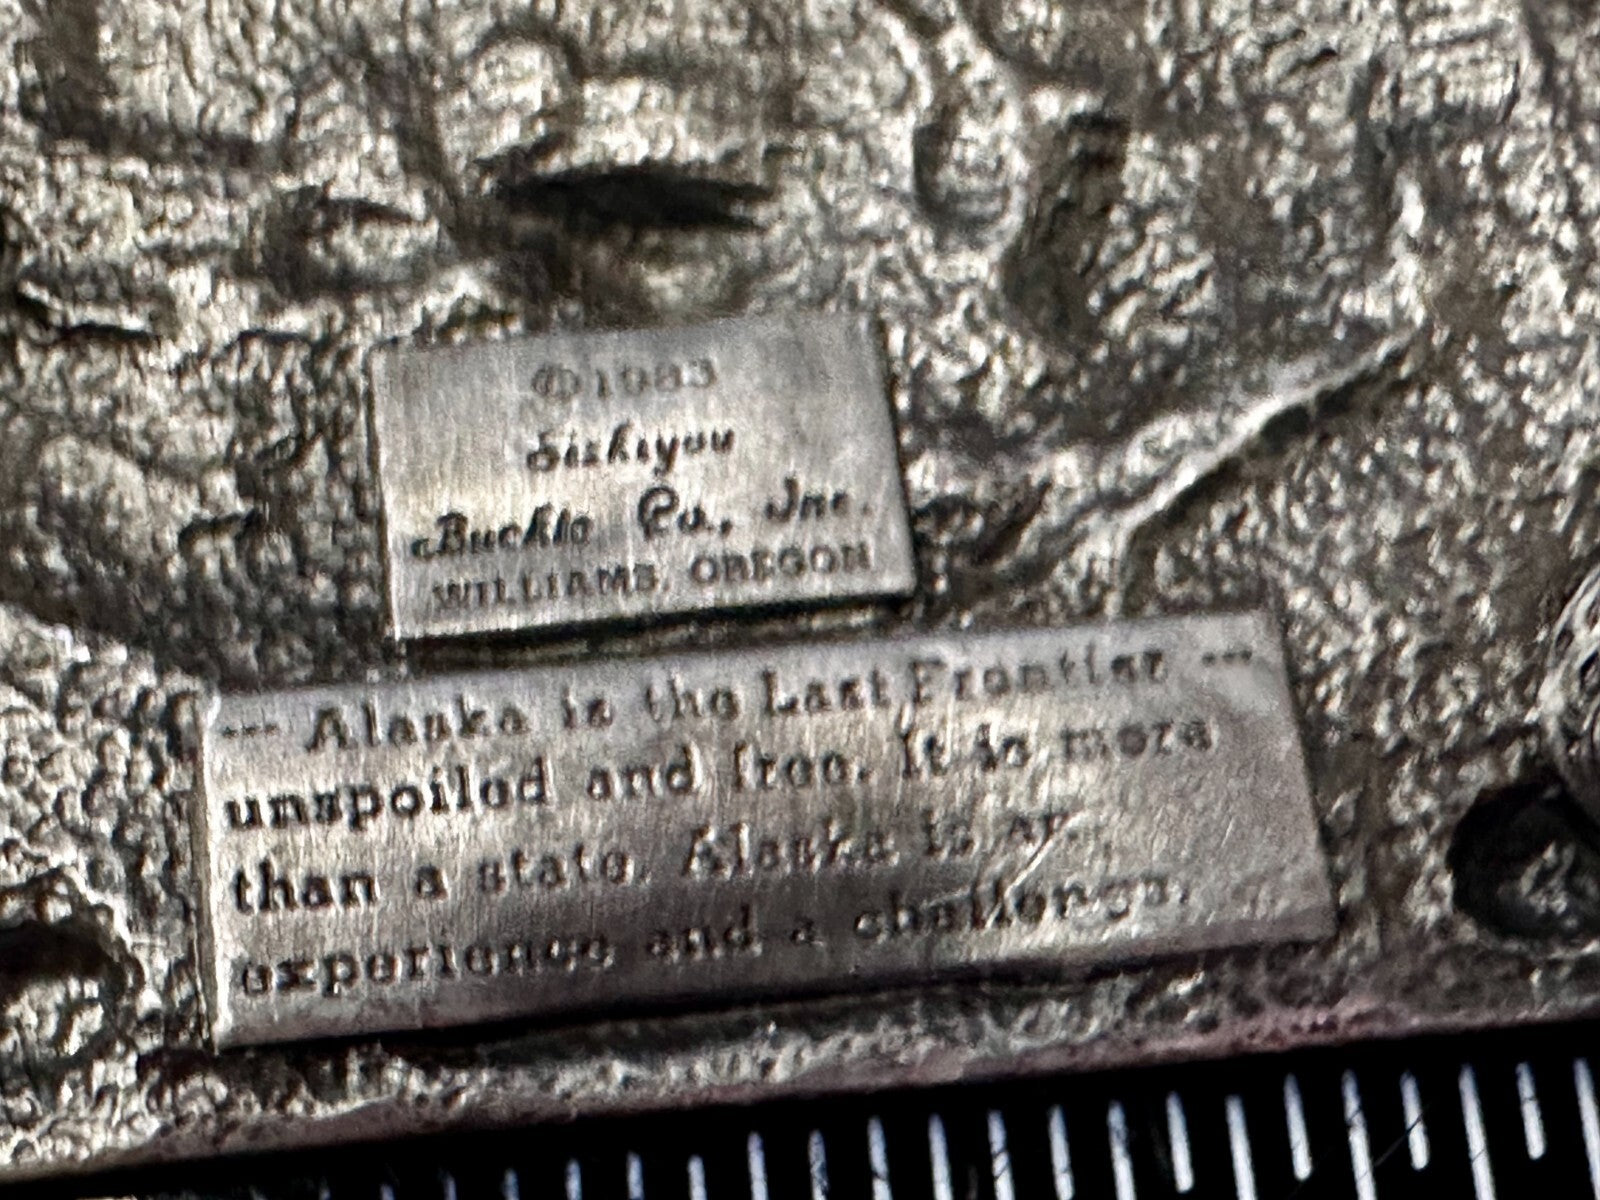 ©1983
Siskiyou
Buckle Co., Inc.
WILLIAMS, OREGON
--- Alaska is the Last Frontier ---
unspoiled and free. It is more
than a state. Alaska is an
experience and a challenge.